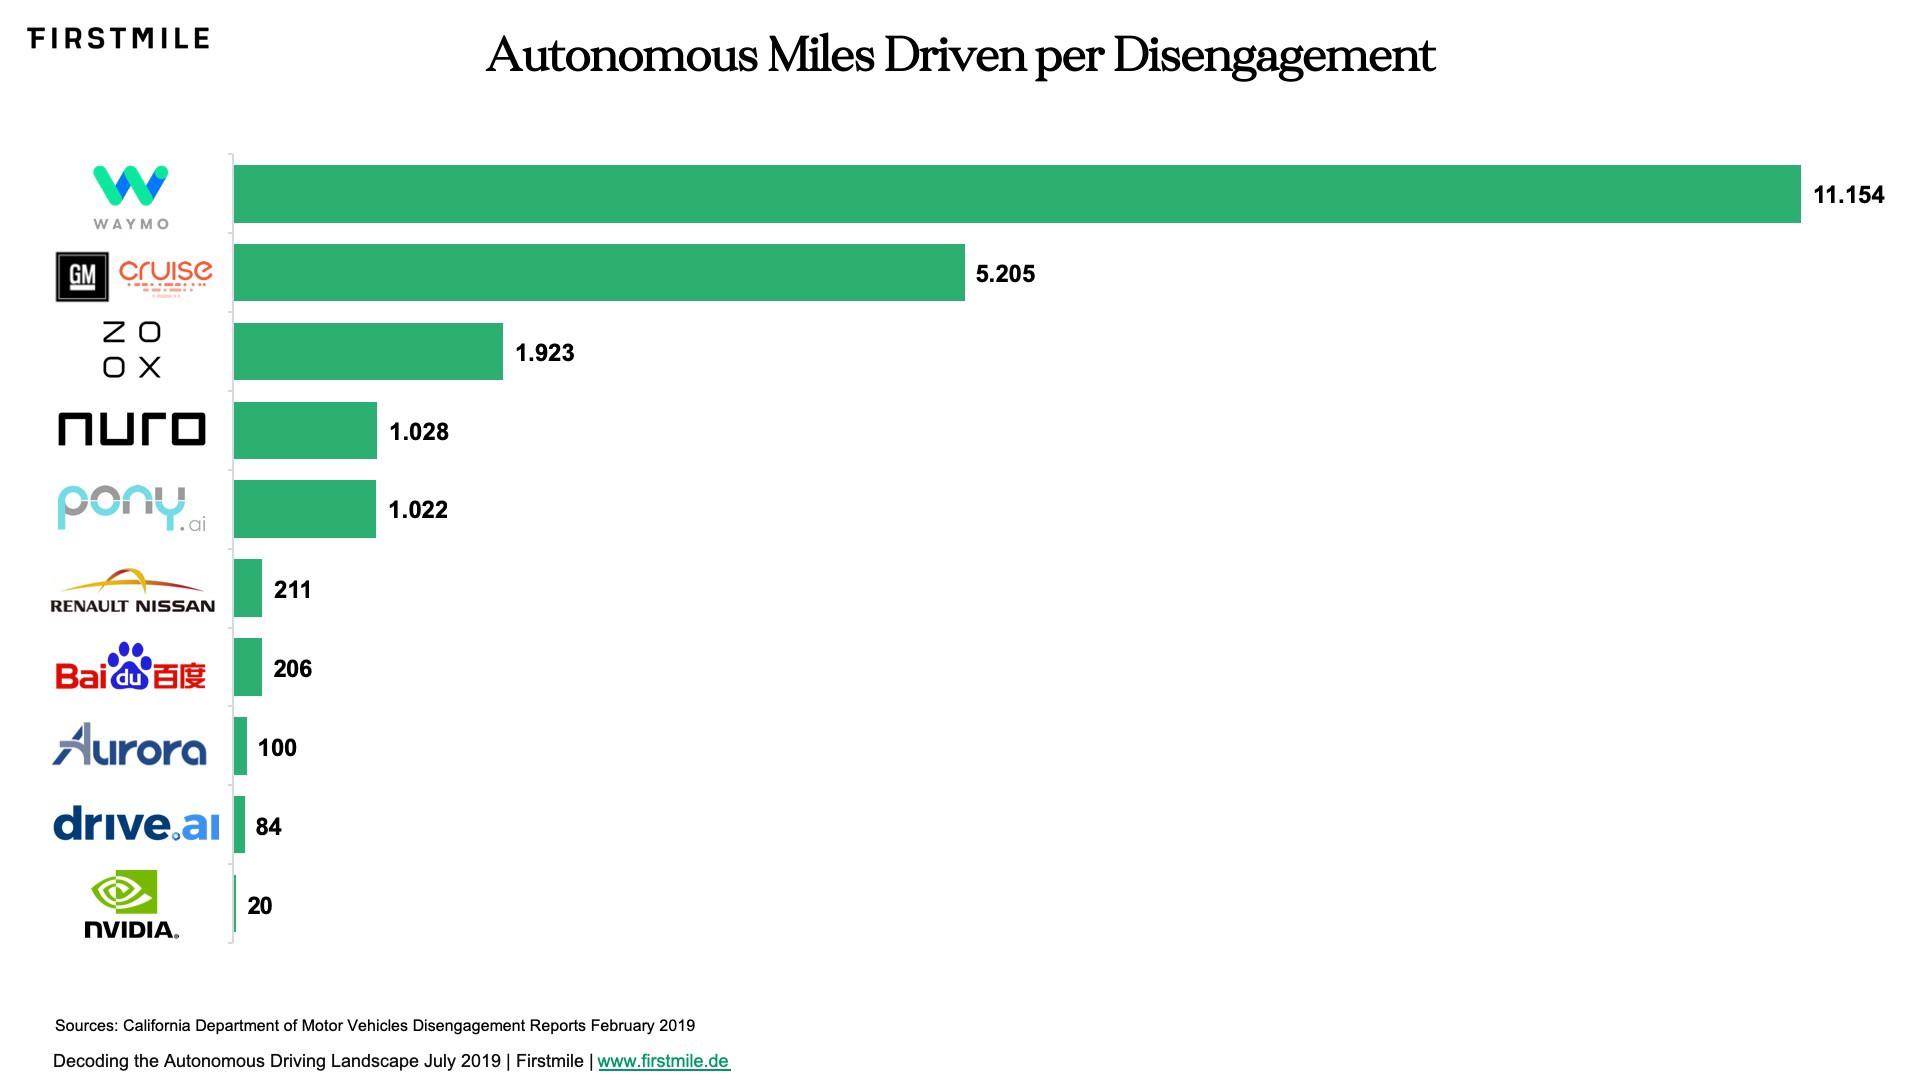 FIRSTMILE
Autonomous Miles Driven per Disengagement
WAYMO
11.154
GM cruise
5.205
ZO
OX
1.923
nuro
1.028
pony.ai
1.022
RENAULT NISSAN
211
Baidu百度
206
Aurora
100
drive.ai
84
NVIDIA®
20
Sources: California Department of Motor Vehicles Disengagement Reports February 2019
Decoding the Autonomous Driving Landscape July 2019 | Firstmile | www.firstmile.de